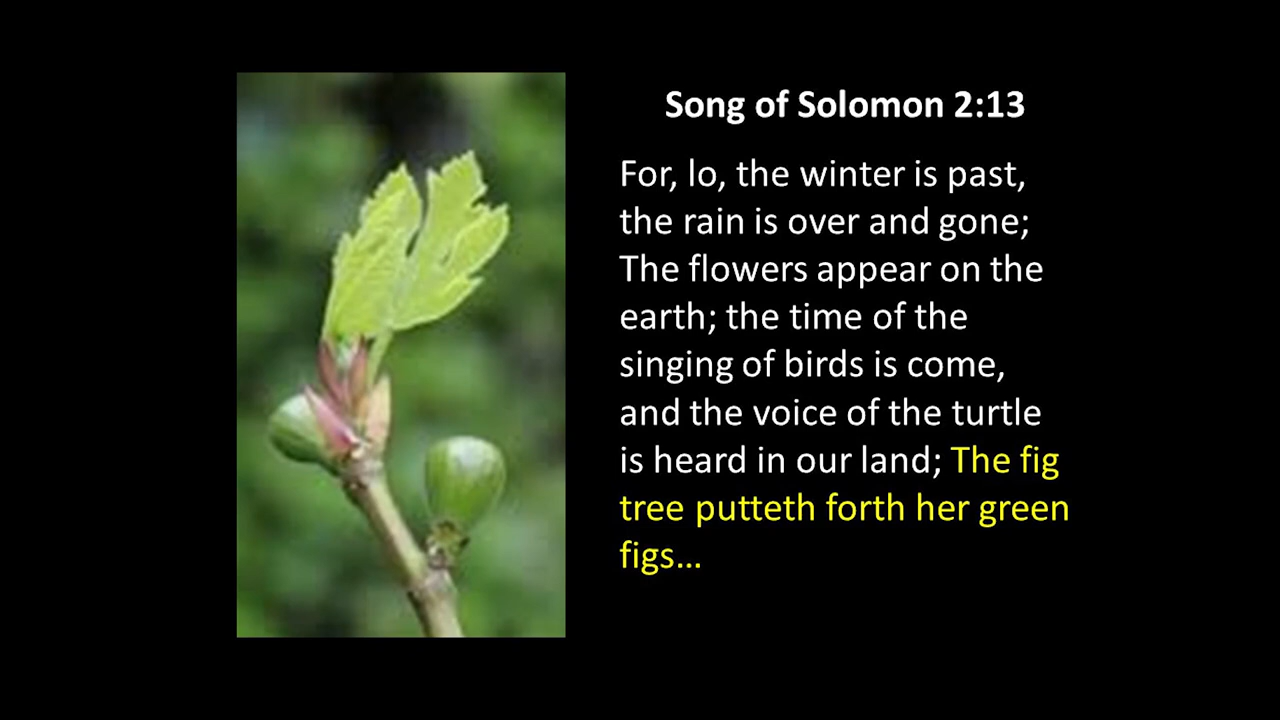 Song of Solomon 2:13
For, lo, the winter is past,
the rain is over and gone;
The flowers appear on the
earth; the time of the
singing of birds is come,
and the voice of the turtle
is heard in our land; The fig
tree putteth forth her green
figs...